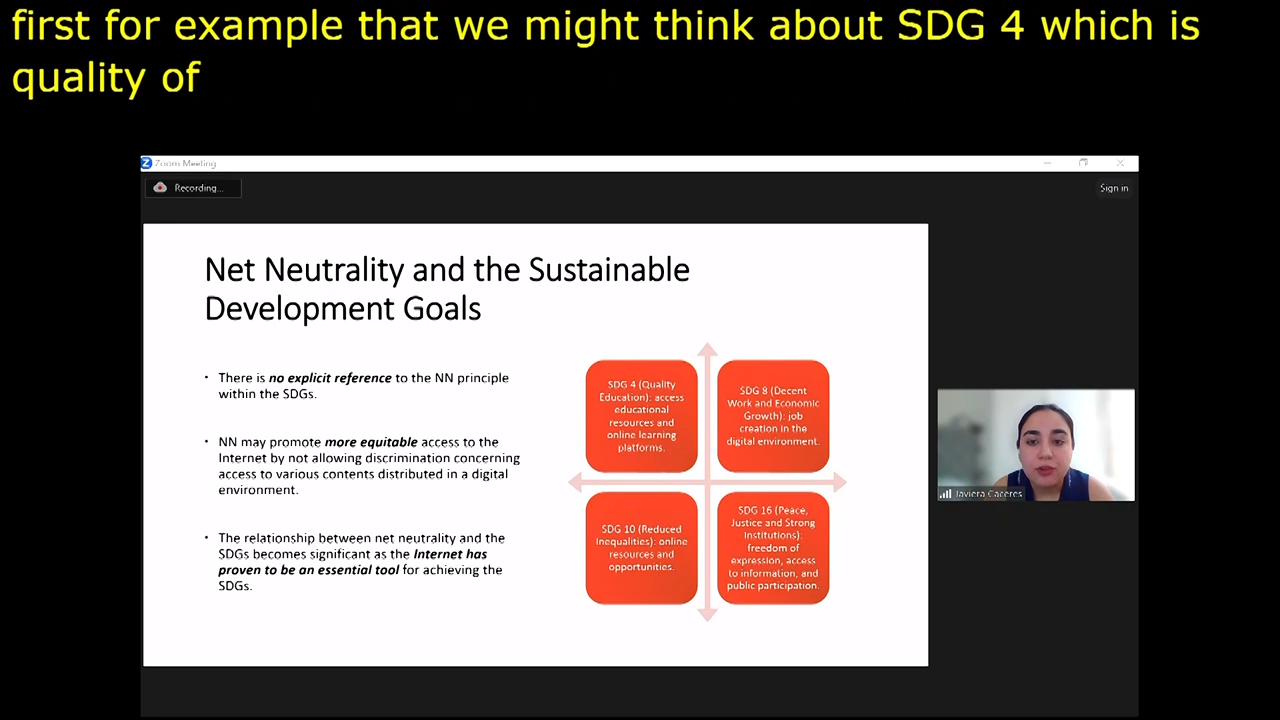 first for example that we might think about SDG 4 which is
quality of
Zoom Meeting
Recording...
Sign in
Net Neutrality and the Sustainable
Development Goals
• There is no explicit reference to the NN principle
within the SDGs.
• NN may promote more equitable access to the
Internet by not allowing discrimination concerning
access to various contents distributed in a digital
environment.
• The relationship between net neutrality and the
SDGs becomes significant as the Internet has
proven to be an essential tool for achieving the
SDGs.
SDG 4 (Quality
Education): access
educational
resources and
online learning
platforms.
SDG 8 (Decent
Work and Economic
Growth): job
creation in the
digital environment.
SDG 10 (Reduced
Inequalities): online
resources and
opportunities.
SDG 16 (Peace,
Justice and Strong
Institutions):
freedom of
expression, access
to information, and
public participation.
Javiera Caceres